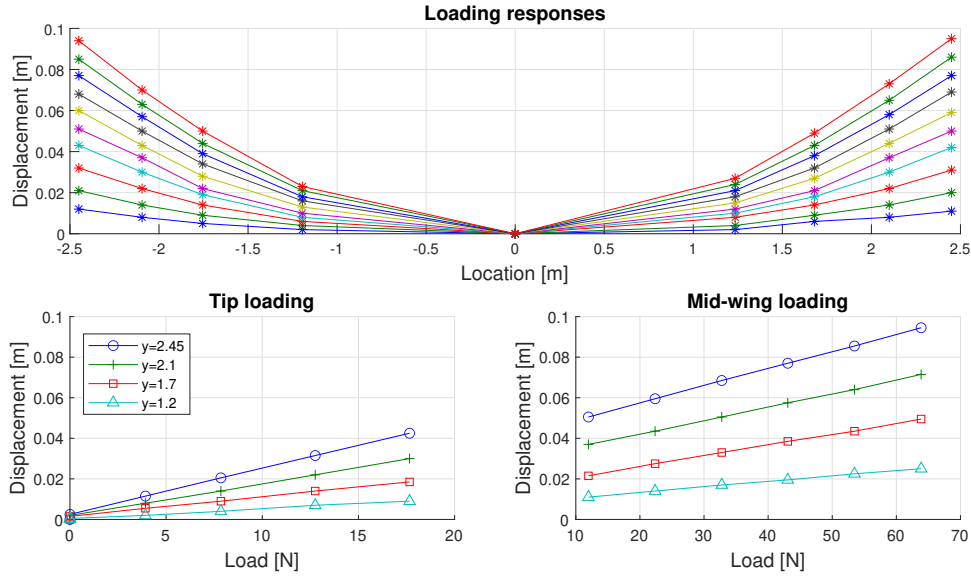 Loading responses
Displacement [m]
0.1
0.08
0.06
0.04
0.02
0
-2.5 -2 -1.5 -1 -0.5 0 0.5 1 1.5 2 2.5
Location [m]
Tip loading
Displacement [m]
0.1
0.08
0.06
0.04
0.02
0
y=2.45
y=2.1
y=1.7
y=1.2
0 5 10 15 20
Load [N]
Mid-wing loading
Displacement [m]
0.1
0.08
0.06
0.04
0.02
0
10 20 30 40 50 60 70
Load [N]